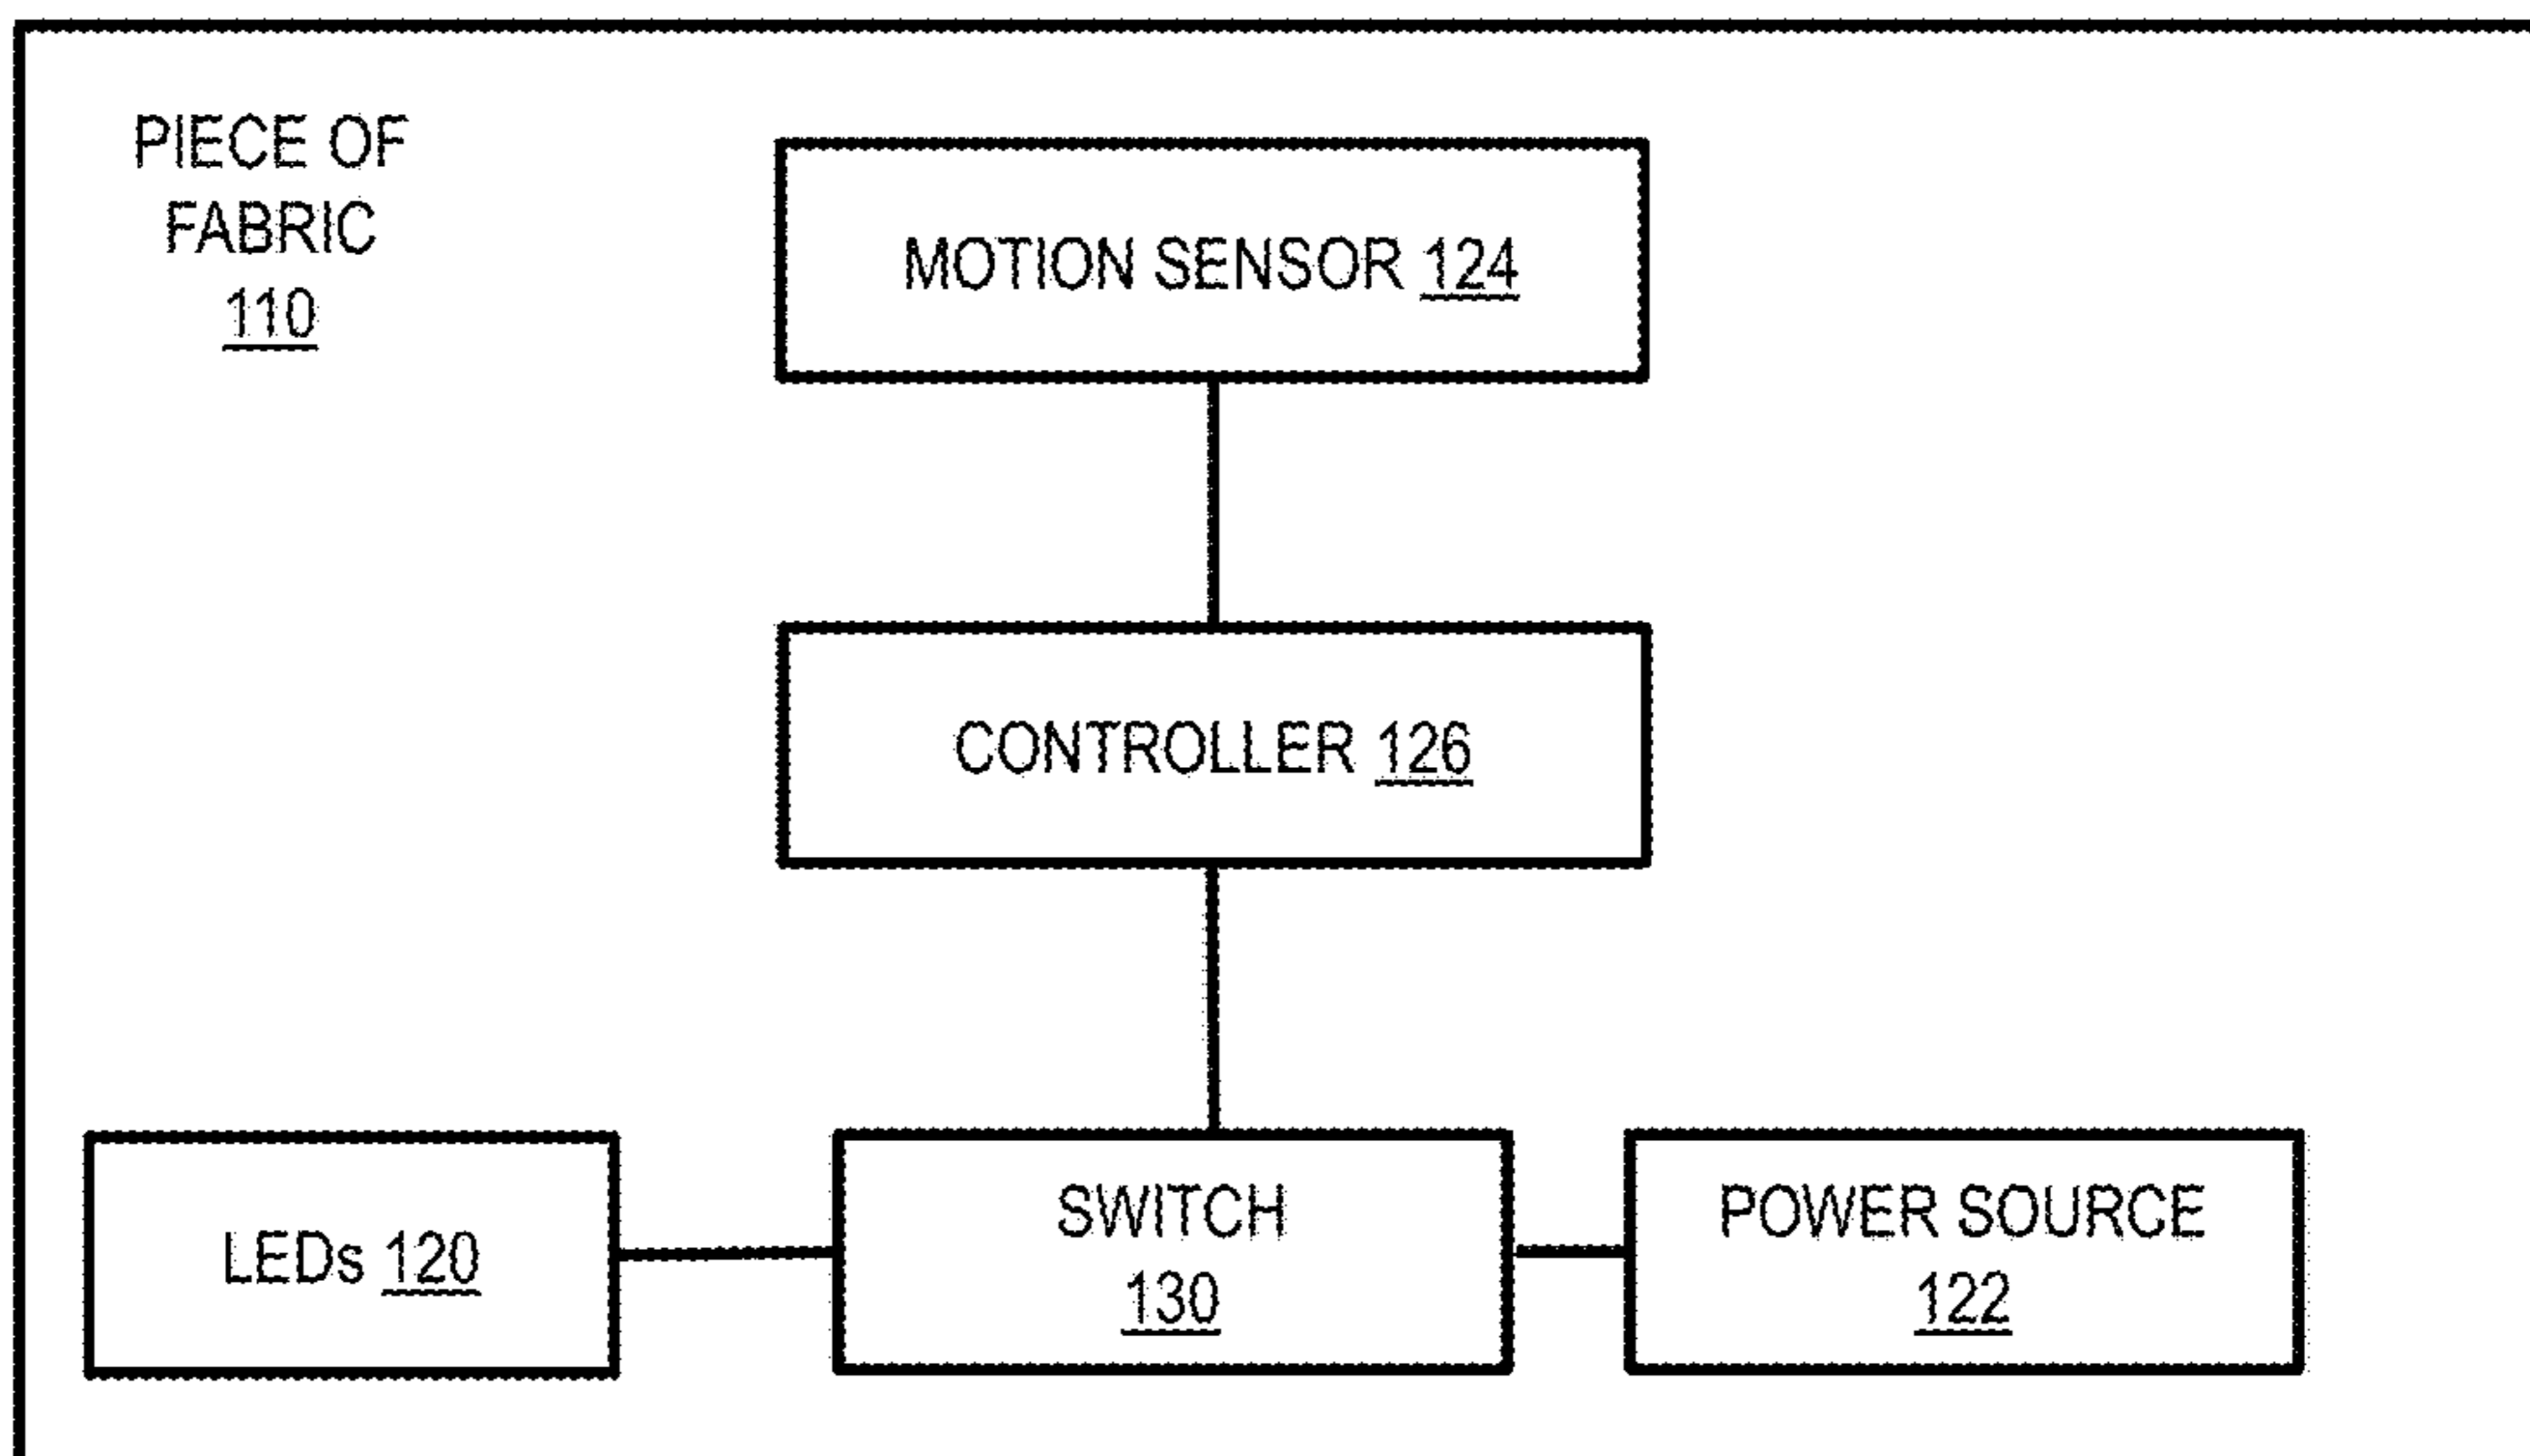 PIECE OF
FABRIC
110
MOTION SENSOR 124
CONTROLLER 126
LEDs 120
SWITCH
130
POWER SOURCE
122